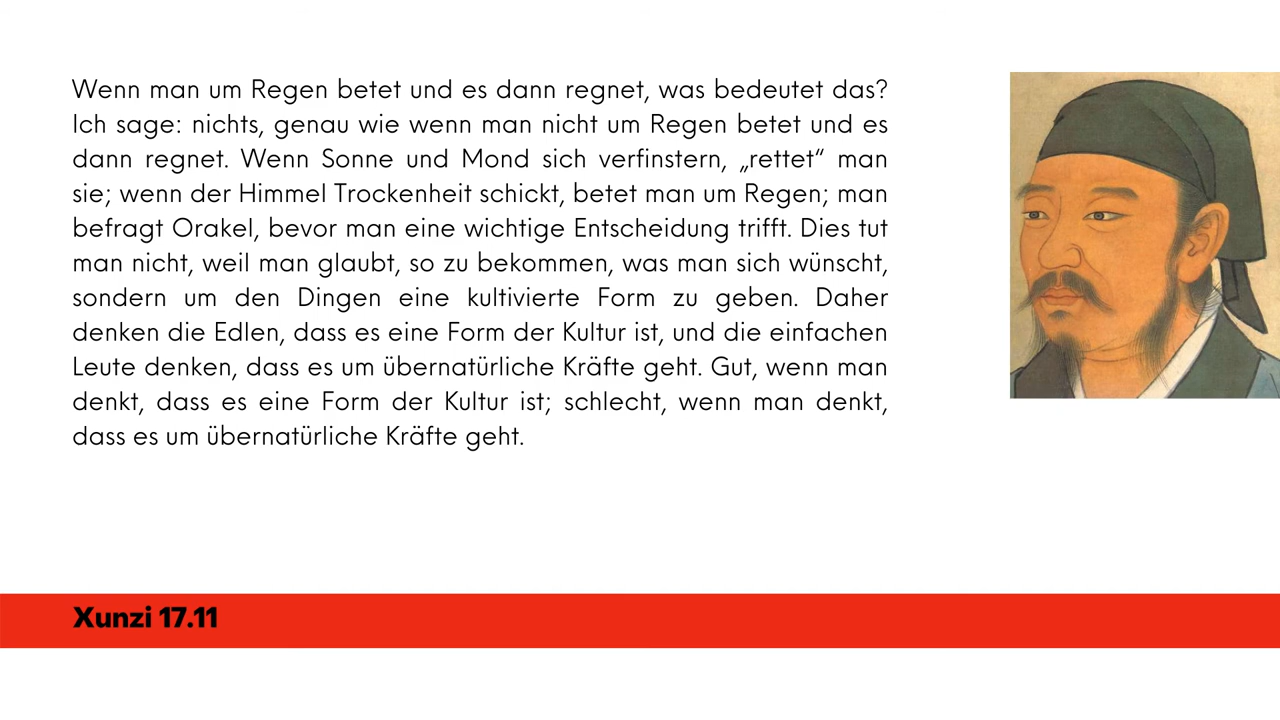 Wenn man um Regen betet und es dann regnet, was bedeutet das?
Ich sage: nichts, genau wie wenn man nicht um Regen betet und es
dann regnet. Wenn Sonne und Mond sich verfinstern, „rettet“ man
sie; wenn der Himmel Trockenheit schickt, betet man um Regen; man
befragt Orakel, bevor man eine wichtige Entscheidung trifft. Dies tut
man nicht, weil man glaubt, so zu bekommen, was man sich wünscht,
sondern um den Dingen eine kultivierte Form zu geben. Daher
denken die Edlen, dass es eine Form der Kultur ist, und die einfachen
Leute denken, dass es um übernatürliche Kräfte geht. Gut, wenn man
denkt, dass es eine Form der Kultur ist; schlecht, wenn man denkt,
dass es um übernatürliche Kräfte geht.
Xunzi 17.11